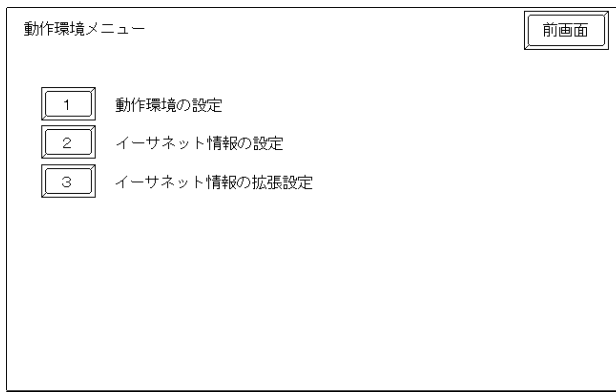 動作環境メニュー
前画面
1 動作環境の設定
2 イーサネット情報の設定
3 イーサネット情報の拡張設定